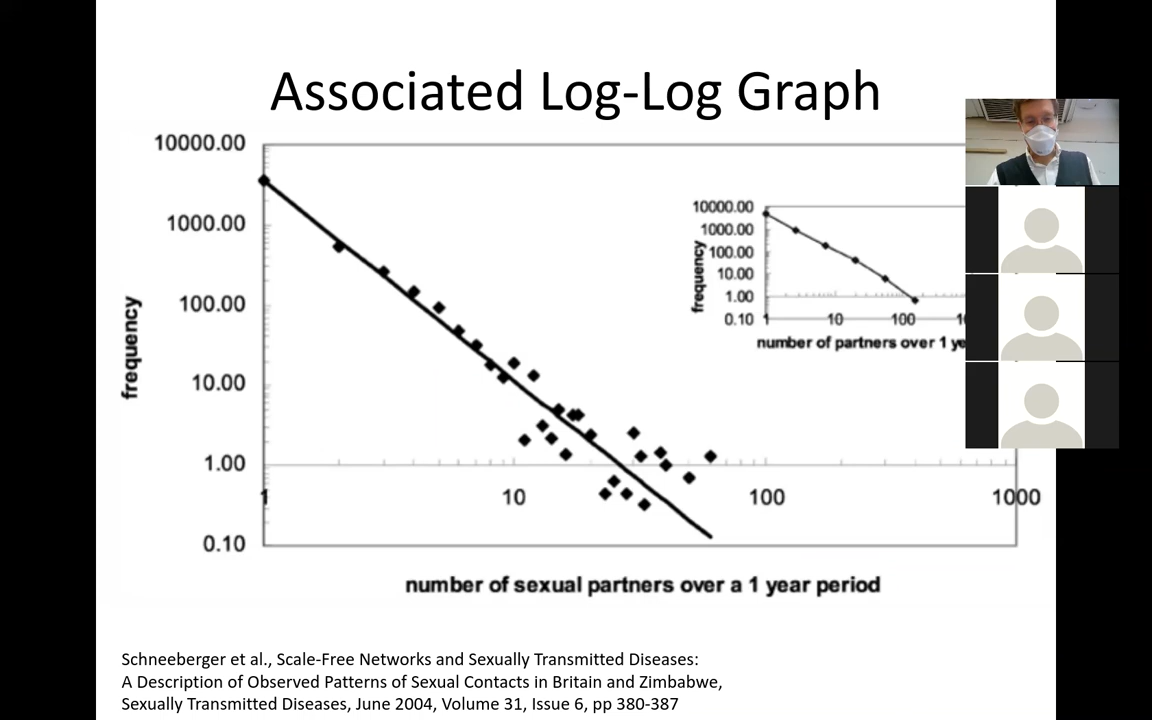 Associated Log-Log Graph
10000.00
1000.00
100.00
10.00
1.00
0.10
frequency
1
10
100
1000
number of sexual partners over a 1 year period
10000.00
1000.00
100.00
10.00
1.00
0.10
frequency
1
10
100
number of partners over 1 ye
Schneeberger et al., Scale-Free Networks and Sexually Transmitted Diseases:
A Description of Observed Patterns of Sexual Contacts in Britain and Zimbabwe,
Sexually Transmitted Diseases, June 2004, Volume 31, Issue 6, pp 380-387